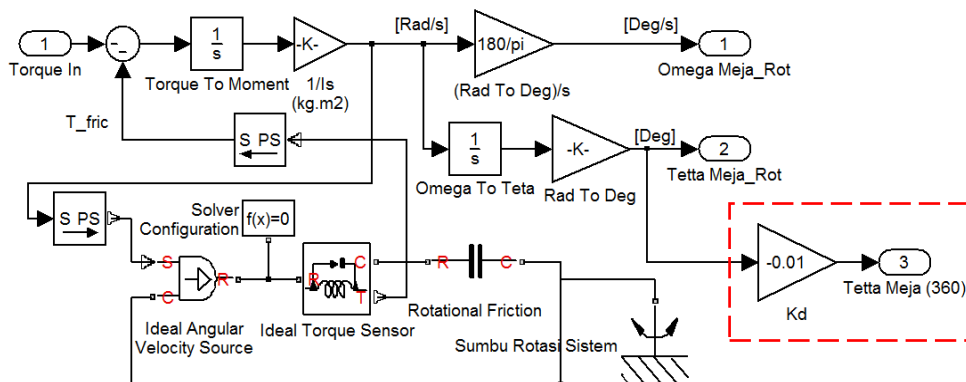 1
Torque In
--
1
s
Torque To Moment
-K-
1/Is
(kg.m2)
[Rad/s]
180/pi
(Rad To Deg)/s
[Deg/s]
1
Omega Meja_Rot
T_fric
S PS
1
s
Omega To Teta
-K-
Rad To Deg
[Deg]
2
Tetta Meja_Rot
S PS
Solver
Configuration
f(x)=0
S
C
R
Ideal Angular
Velocity Source
R
C
T
Ideal Torque Sensor
R
C
Rotational Friction
Sumbu Rotasi Sistem
-0.01
Kd
3
Tetta Meja (360)